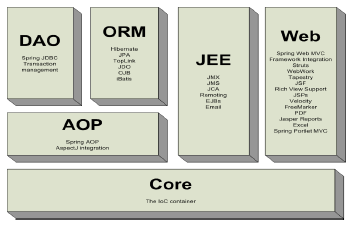 DAO
Spring JDBC
Transaction
management
ORM
Hibernate
JPA
TopLink
JDO
OJB
iBatis
JEE
JMX
JMS
JCA
Remoting
EJBs
Email
Web
Spring Web MVC
Framework Integration
Struts
WebWork
Tapestry
JSF
Rich View Support
JSPs
Velocity
FreeMarker
PDF
Jasper Reports
Excel
Spring Portlet MVC
AOP
Spring AOP
AspectJ integration
Core
The IoC container